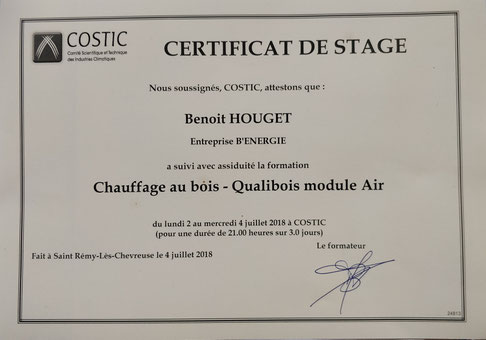 COSTIC
Comité Scientifique et Technique
des Industries Climatiques
CERTIFICAT DE STAGE
Nous soussignés, COSTIC, attestons que :
Benoit HOUGET
Entreprise B'ENERGIE
a suivi avec assiduité la formation
Chauffage au bois - Qualibois module Air
du lundi 2 au mercredi 4 juillet 2018 à COSTIC
(pour une durée de 21.00 heures sur 3.0 jours)
Le formateur
Fait à Saint Rémy-Lès-Chevreuse le 4 juillet 2018